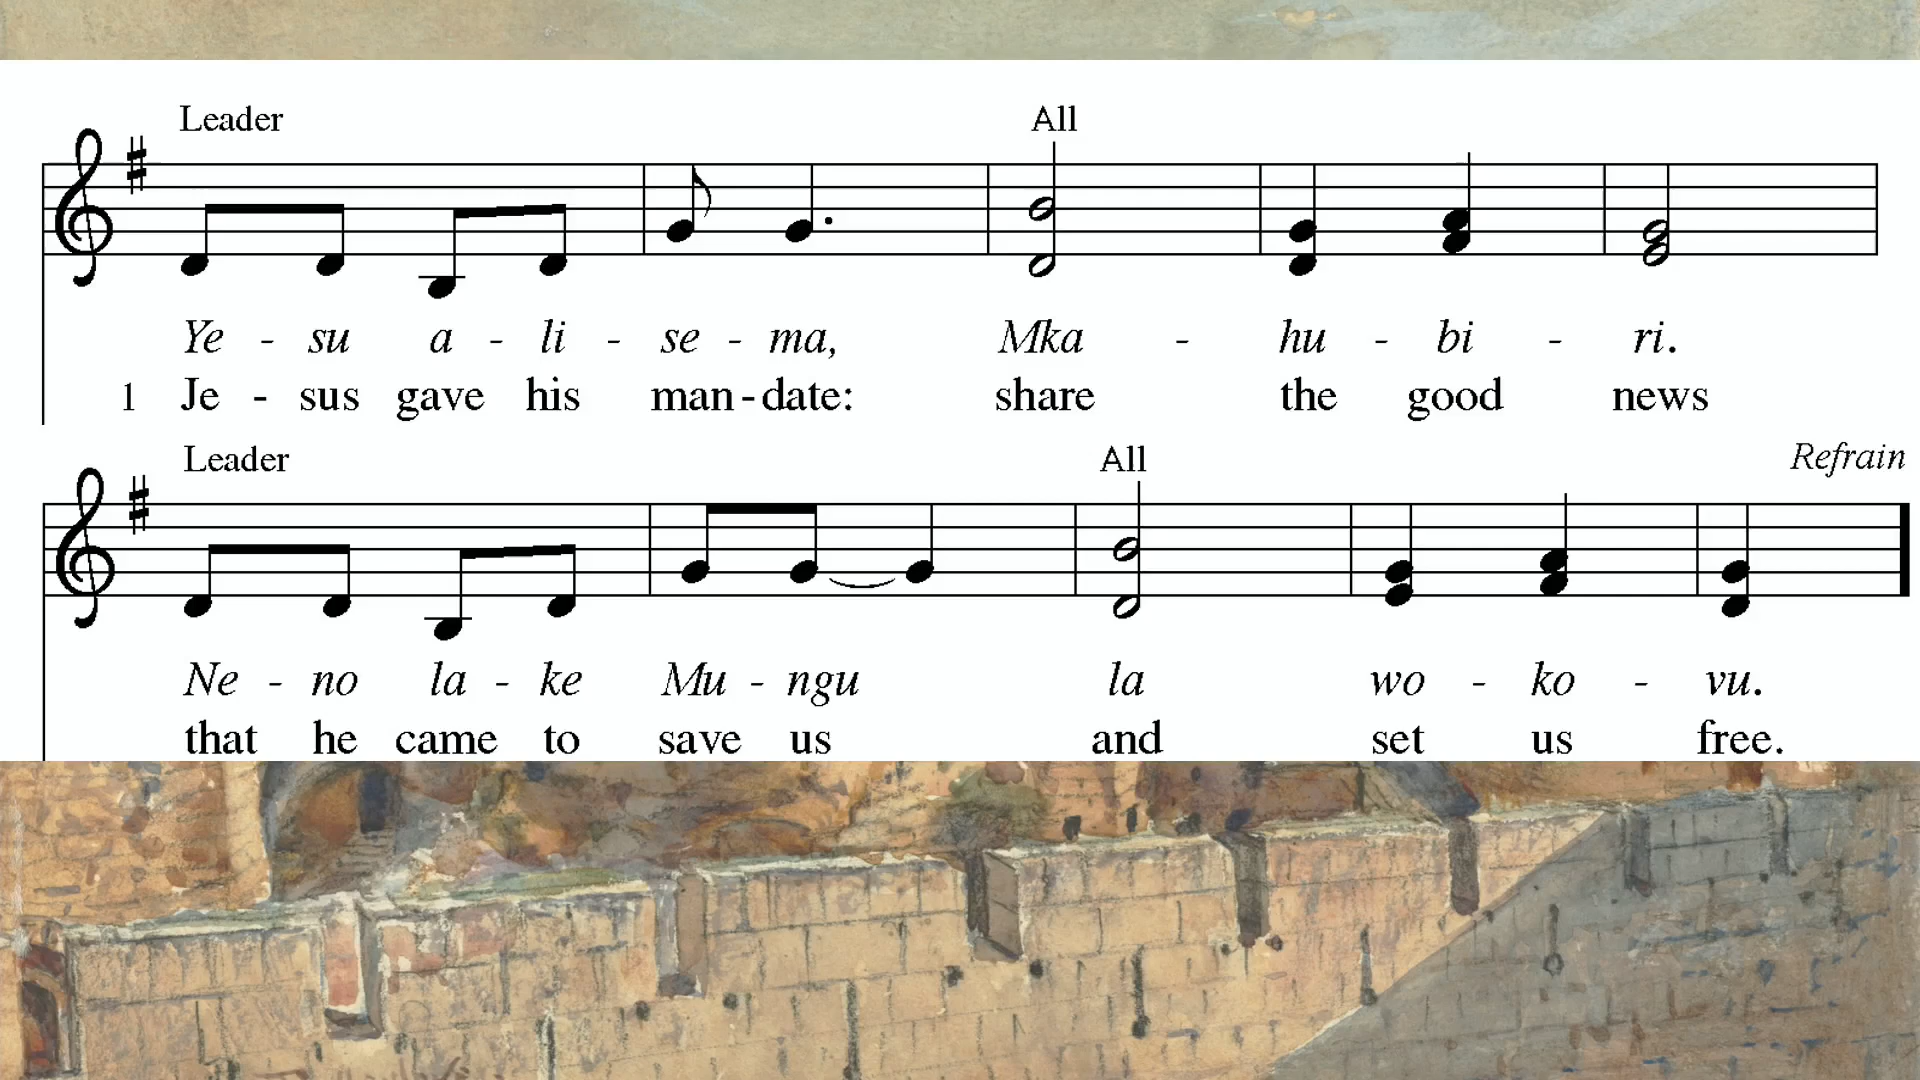 Leader All
Ye - su a - li - se - ma, Mka - hu - bi - ri.
1 Je - sus gave his man - date: share the good news
Leader All Refrain
Ne - no la - ke Mu - ngu la wo - ko - vu.
that he came to save us and set us free.